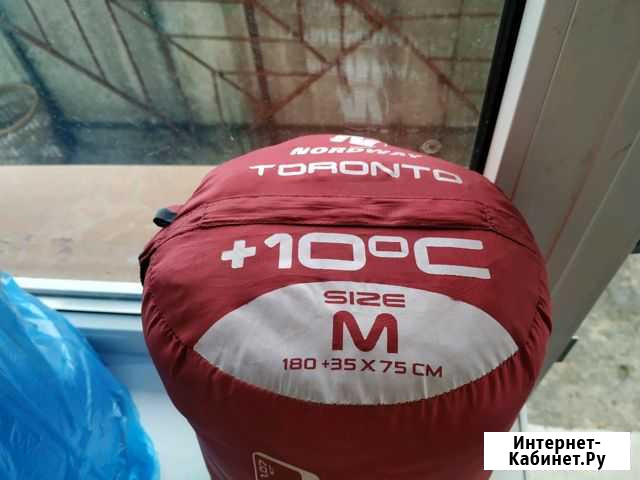 NORDWAY
TORONTO
+10°C
SIZE
M
180 +35 X 75 CM
Интернет-
Кабинет.Ру